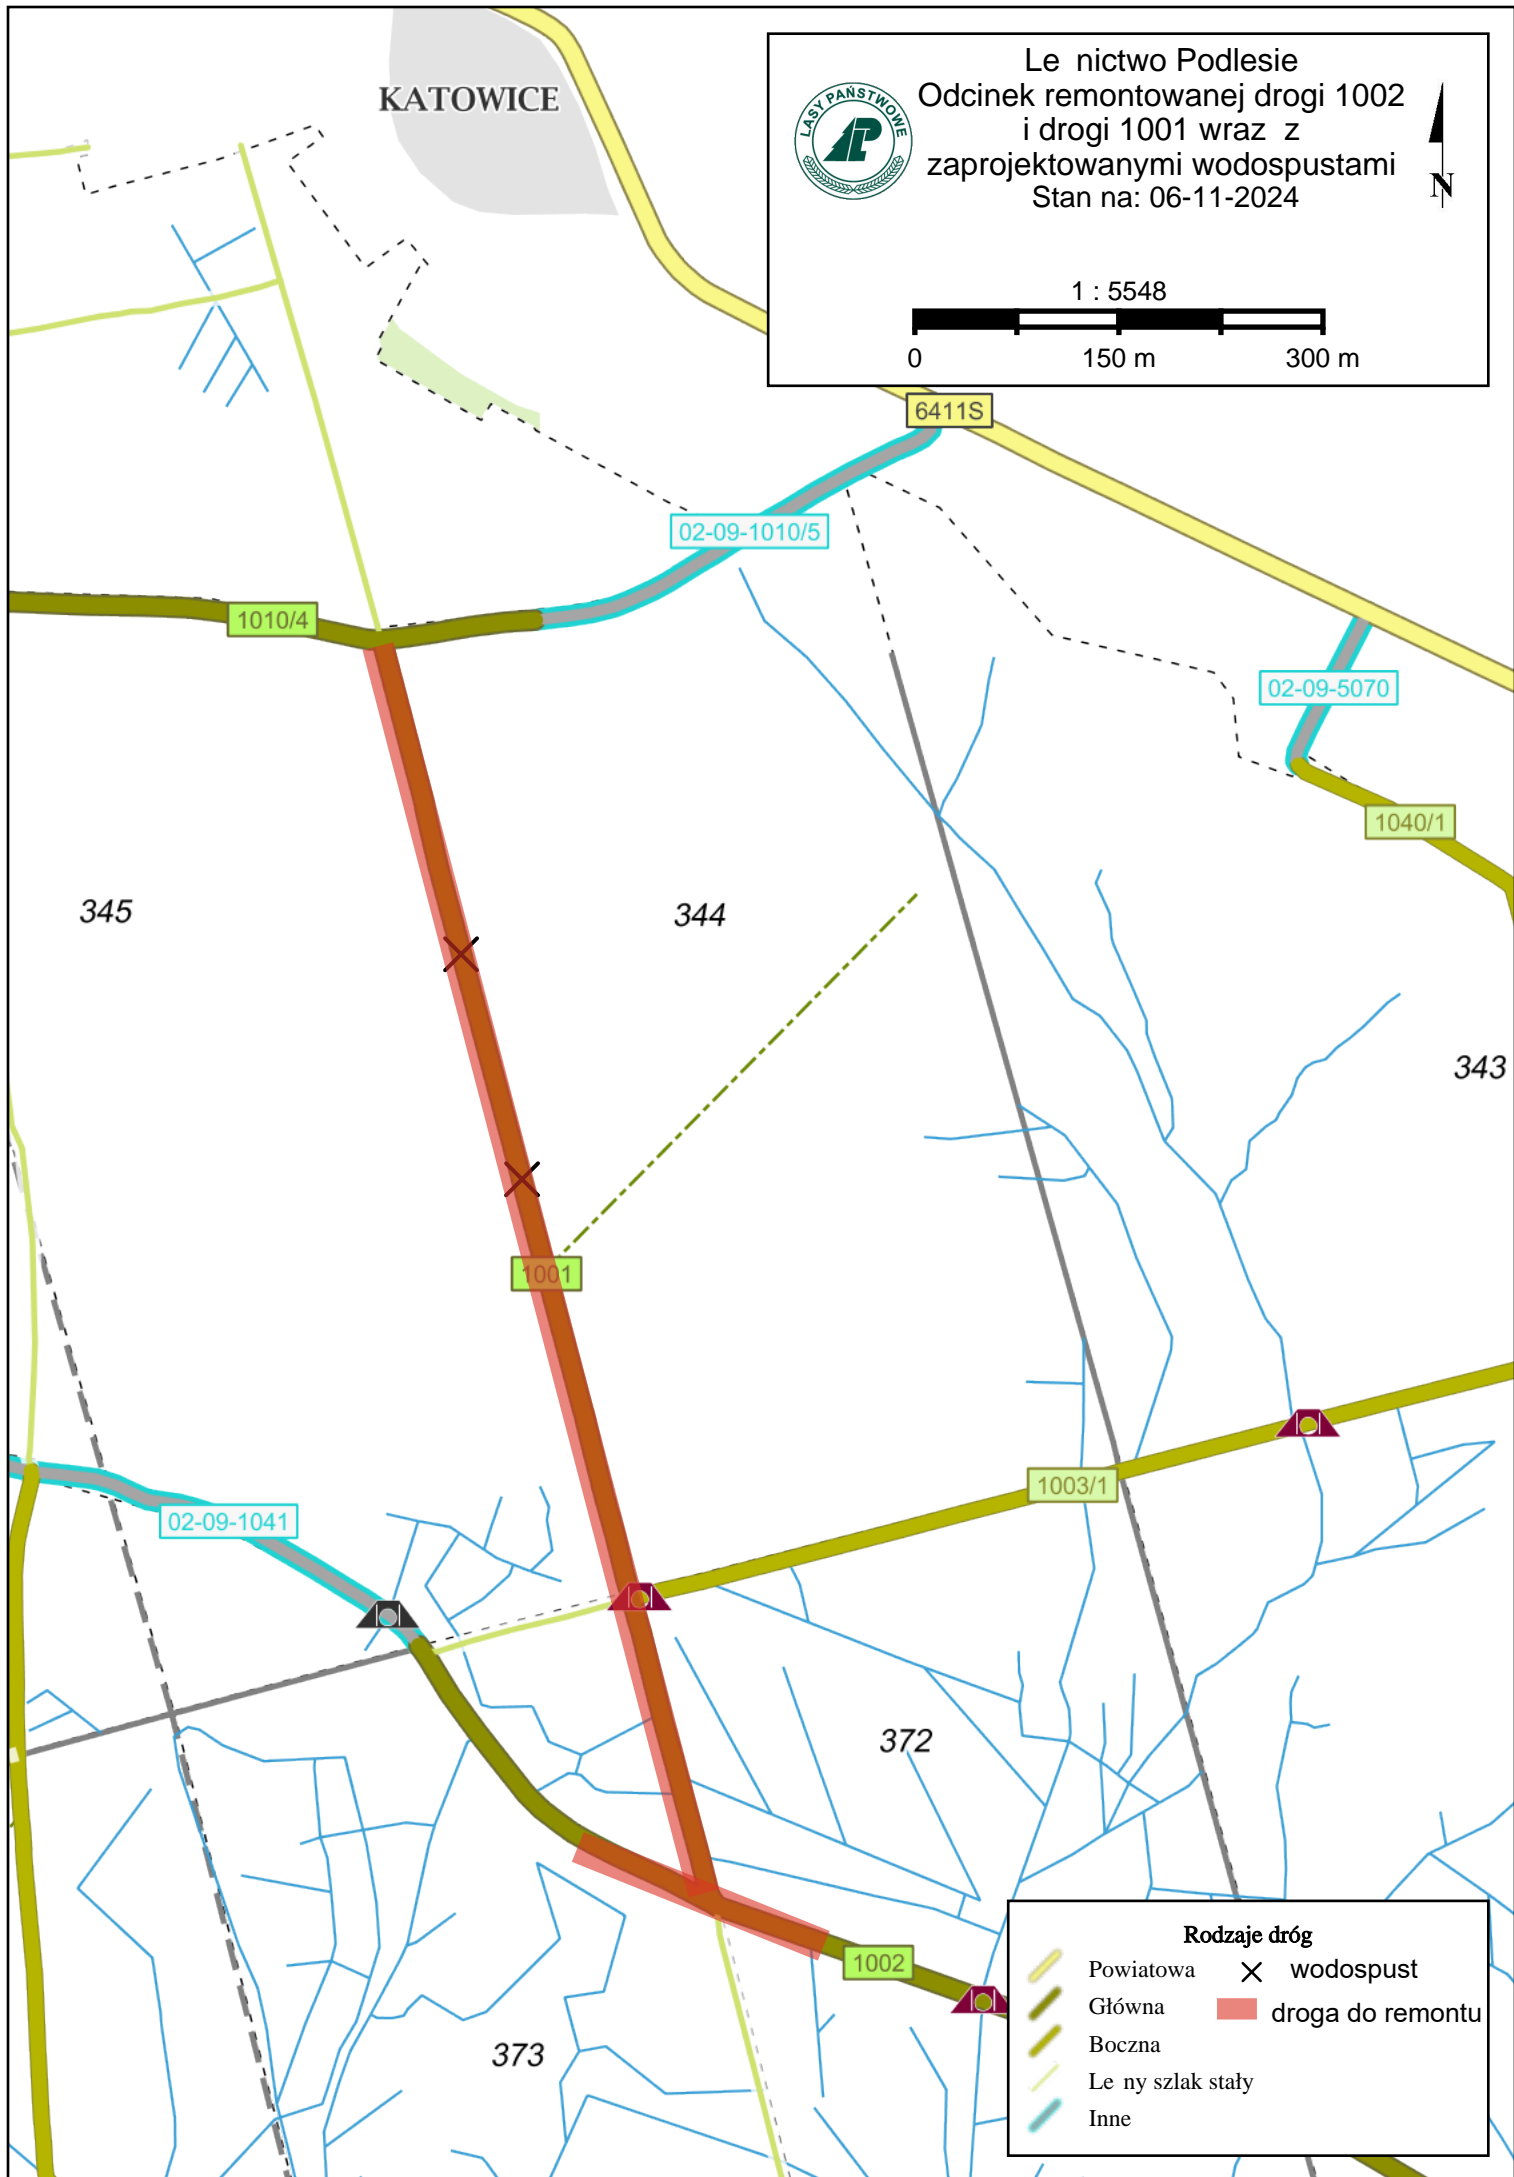 KATOWICE
Le nictwo Podlesie
Odcinek remontowanej drogi 1002
i drogi 1001 wraz z
zaprojektowanymi wodospustami
Stan na: 06-11-2024
LASY PAŃSTWOWE
N
1 : 5548
0 150 m 300 m
6411S
02-09-1010/5
1010/4
02-09-5070
1040/1
345
344
343
1001
1003/1
02-09-1041
372
1002
373
Rodzaje dróg
Powiatowa
wodospust
Główna
droga do remontu
Boczna
Le ny szlak stały
Inne